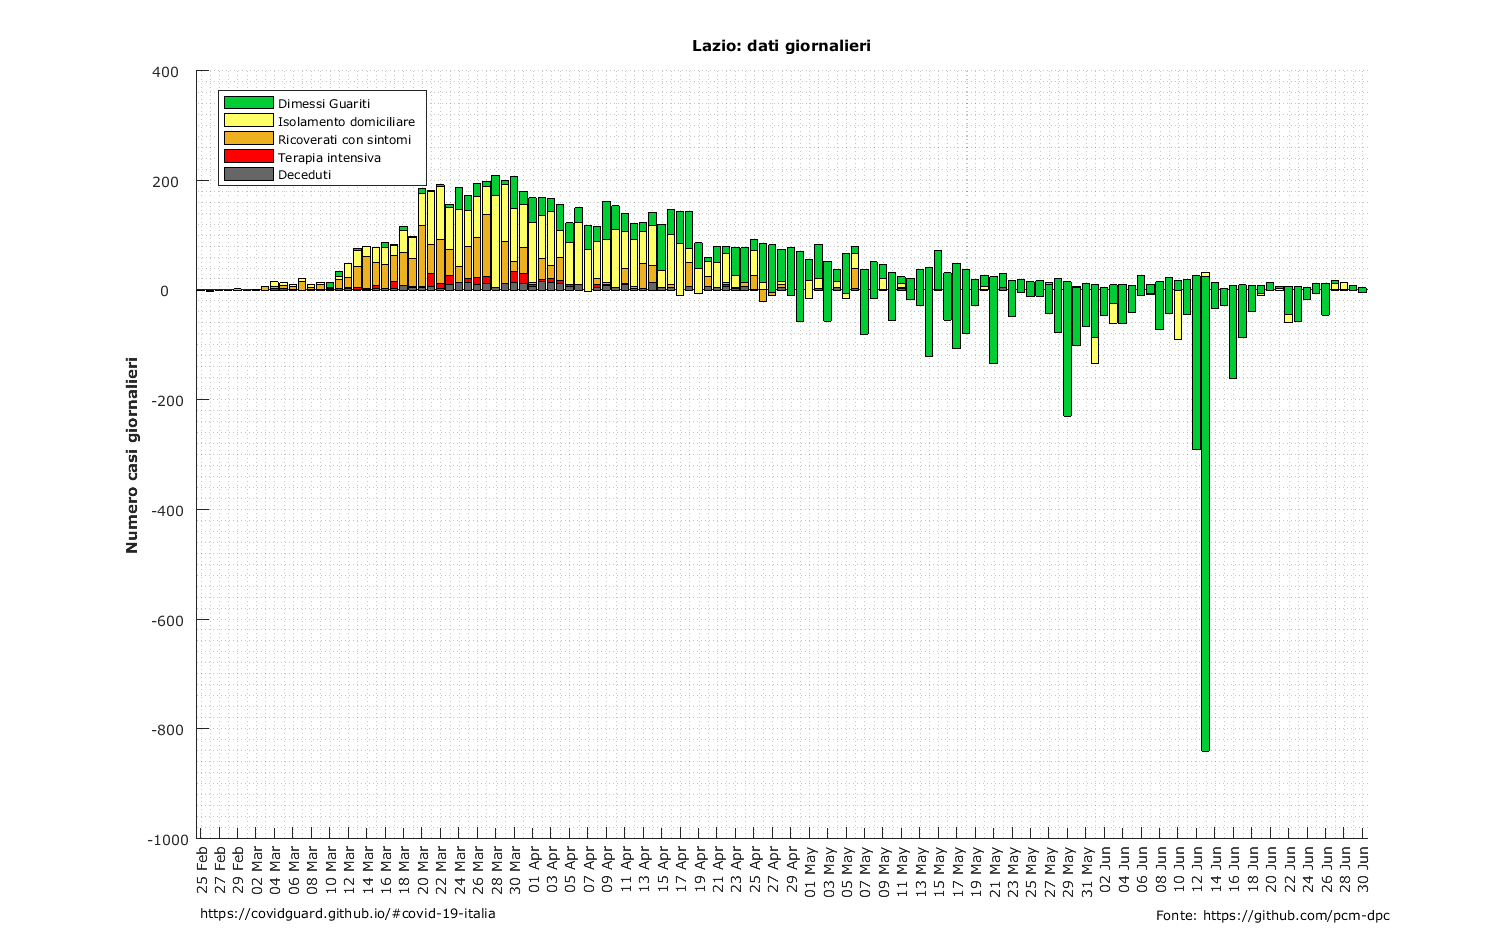 Lazio: dati giornalieri
400
200
0
-200
-400
-600
-800
-1000
Numero casi giornalieri
Dimessi Guariti
Isolamento domiciliare
Ricoverati con sintomi
Terapia intensiva
Deceduti
25 Feb
27 Feb
29 Feb
02 Mar
04 Mar
06 Mar
08 Mar
10 Mar
12 Mar
14 Mar
16 Mar
18 Mar
20 Mar
22 Mar
24 Mar
26 Mar
28 Mar
30 Mar
01 Apr
03 Apr
05 Apr
07 Apr
09 Apr
11 Apr
13 Apr
15 Apr
17 Apr
19 Apr
21 Apr
23 Apr
25 Apr
27 Apr
29 Apr
01 May
03 May
05 May
07 May
09 May
11 May
13 May
15 May
17 May
19 May
21 May
23 May
25 May
27 May
29 May
31 May
02 Jun
04 Jun
06 Jun
08 Jun
10 Jun
12 Jun
14 Jun
16 Jun
18 Jun
20 Jun
22 Jun
24 Jun
26 Jun
28 Jun
30 Jun
https://covidguard.github.io/#covid-19-italia
Fonte: https://github.com/pcm-dpc